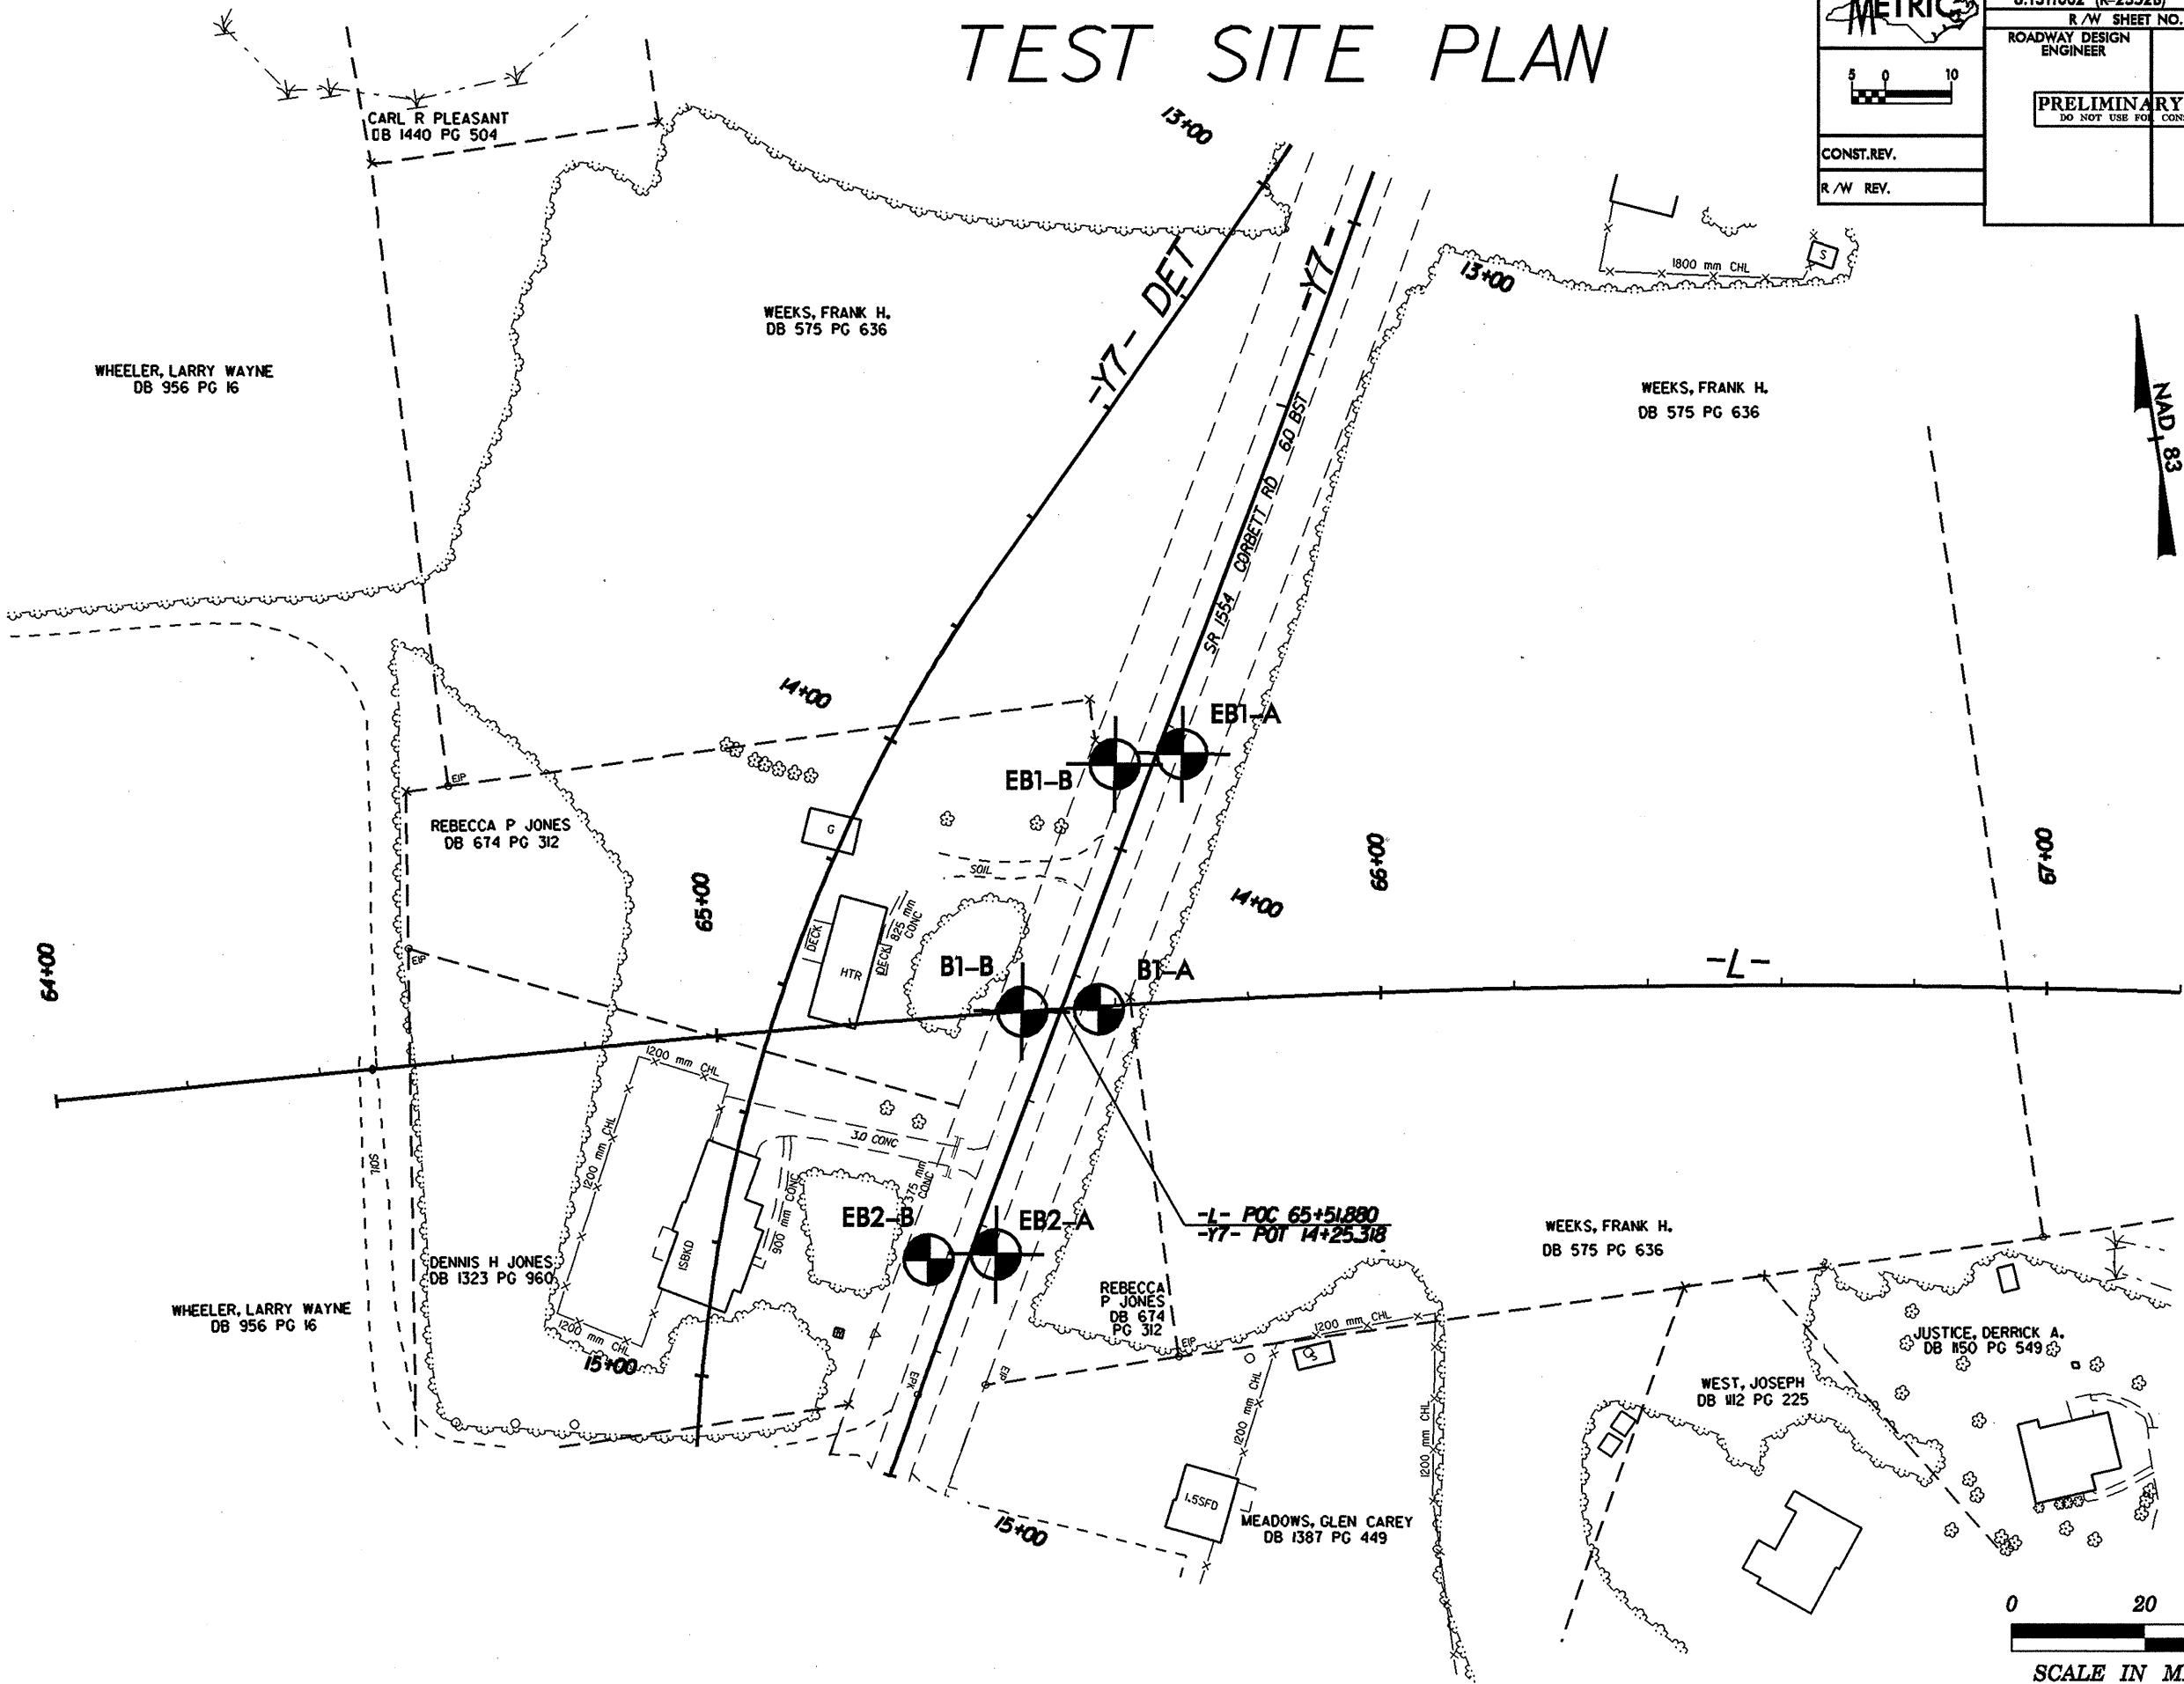 TEST SITE PLAN
METRIC
R/W SHEET NO.
ROADWAY DESIGN
ENGINEER
5 0 10
PRELIMINARY
DO NOT USE FOR
CONST.REV.
R/W REV.
CARL R PLEASANT
DB 1440 PG 504
13+00
-Y7- DET
-Y7-
13+00
1800 mm CHL
S
WEEKS, FRANK H.
DB 575 PG 636
WHEELER, LARRY WAYNE
DB 956 PG 16
WEEKS, FRANK H.
DB 575 PG 636
NAD 83
SR 1554 CORBETT RD 6.0 BST
14+00
EB1-A
EB1-B
EIP
REBECCA P JONES
DB 674 PG 312
G
SOIL
65+00
66+00
67+00
14+00
64+00
EIP
DECK
HTR
DECK
825 mm
CONC
B1-B
B1-A
-L-
1200 mm CHL
1200 mm CHL
3.0 CONC
375 mm
CONC
900 mm CONC
SOIL
1SBKD
EB2-B
EB2-A
-L- POC 65+51.880
-Y7- POT 14+25.318
WEEKS, FRANK H.
DB 575 PG 636
DENNIS H JONES
DB 1323 PG 960
WHEELER, LARRY WAYNE
DB 956 PG 16
1200 mm CHL
15+00
REBECCA
P JONES
DB 674
PG 312
EIP
1200 mm CHL
S
EPK
EIP
JUSTICE, DERRICK A.
DB 1150 PG 549
WEST, JOSEPH
DB 1112 PG 225
1200 mm CHL
1200 mm CHL
1.5SFD
MEADOWS, GLEN CAREY
DB 1387 PG 449
15+00
0 20
SCALE IN